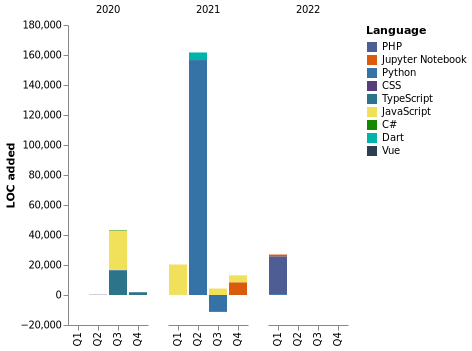 2020 2021 2022
180,000
160,000
140,000
120,000
100,000
80,000
60,000
40,000
20,000
0
−20,000
LOC added
Q1 Q2 Q3 Q4 Q1 Q2 Q3 Q4 Q1 Q2 Q3 Q4
Language
PHP
Jupyter Notebook
Python
CSS
TypeScript
JavaScript
C#
Dart
Vue